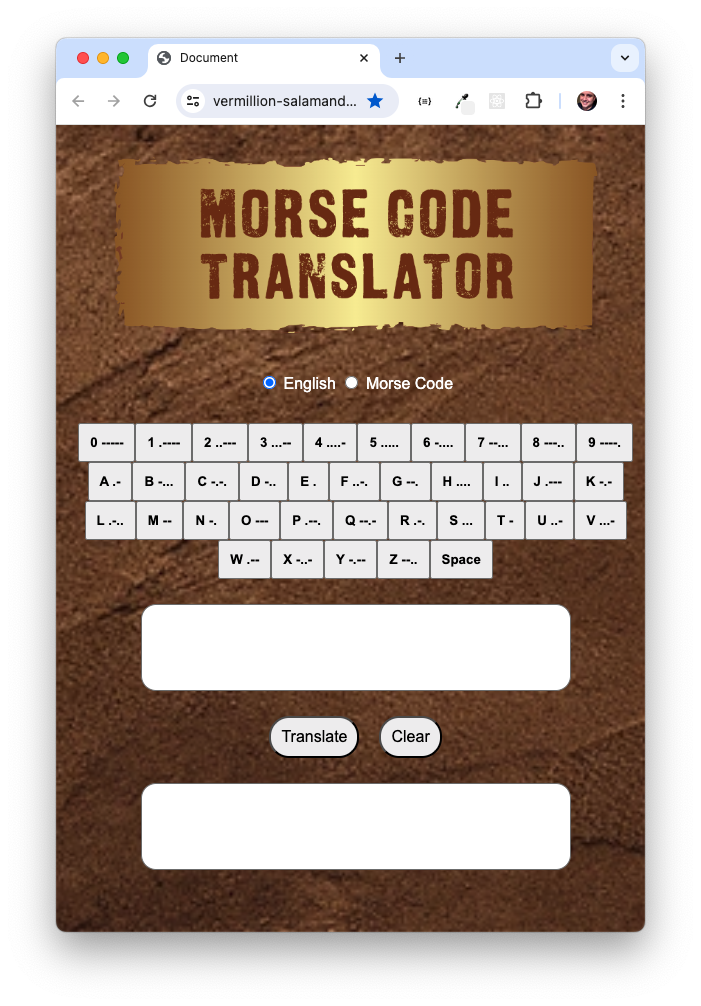 Document
vermillion-salamand...
MORSE CODE
TRANSLATOR
English Morse Code
0 ----- 1 .---- 2 ..--- 3 ...-- 4 ....- 5 ..... 6 -.... 7 --... 8 ---.. 9 ----.
A .- B -... C -.-. D -.. E . F ..-. G --. H .... I .. J .--- K -.-
L .-.. M -- N -. O --- P .--. Q --.- R .-. S ... T - U ..- V ...-
W .-- X -..- Y -.-- Z --.. Space
Translate Clear